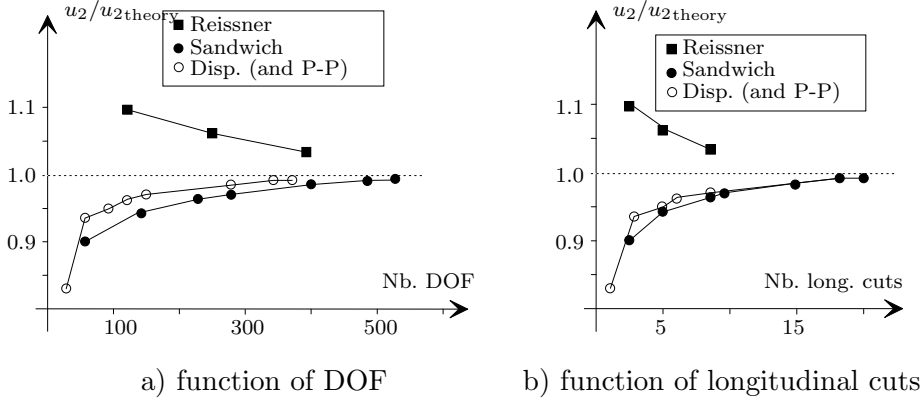 u₂/u₂theory
Reissner
Sandwich
Disp. (and P-P)
1.1
1.0
0.9
Nb. DOF
100 300 500
a) function of DOF
u₂/u₂theory
Reissner
Sandwich
Disp. (and P-P)
1.1
1.0
0.9
Nb. long. cuts
5 15
b) function of longitudinal cuts